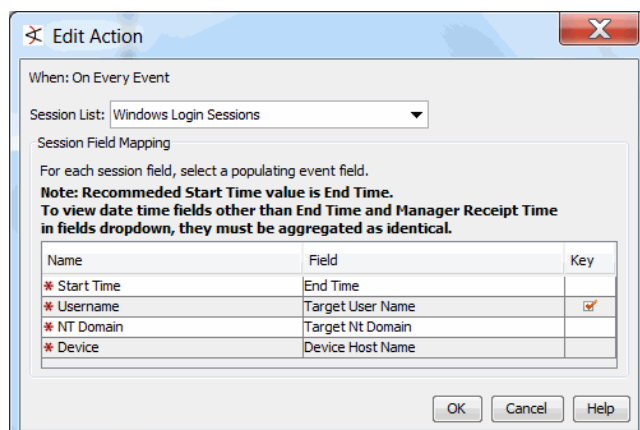 Edit Action
When: On Every Event
Session List: Windows Login Sessions
Session Field Mapping
For each session field, select a populating event field.
Note: Recommeded Start Time value is End Time.
To view date time fields other than End Time and Manager Receipt Time
in fields dropdown, they must be aggregated as identical.
Name Field Key
* Start Time End Time
* Username Target User Name
* NT Domain Target Nt Domain
* Device Device Host Name
OK Cancel Help